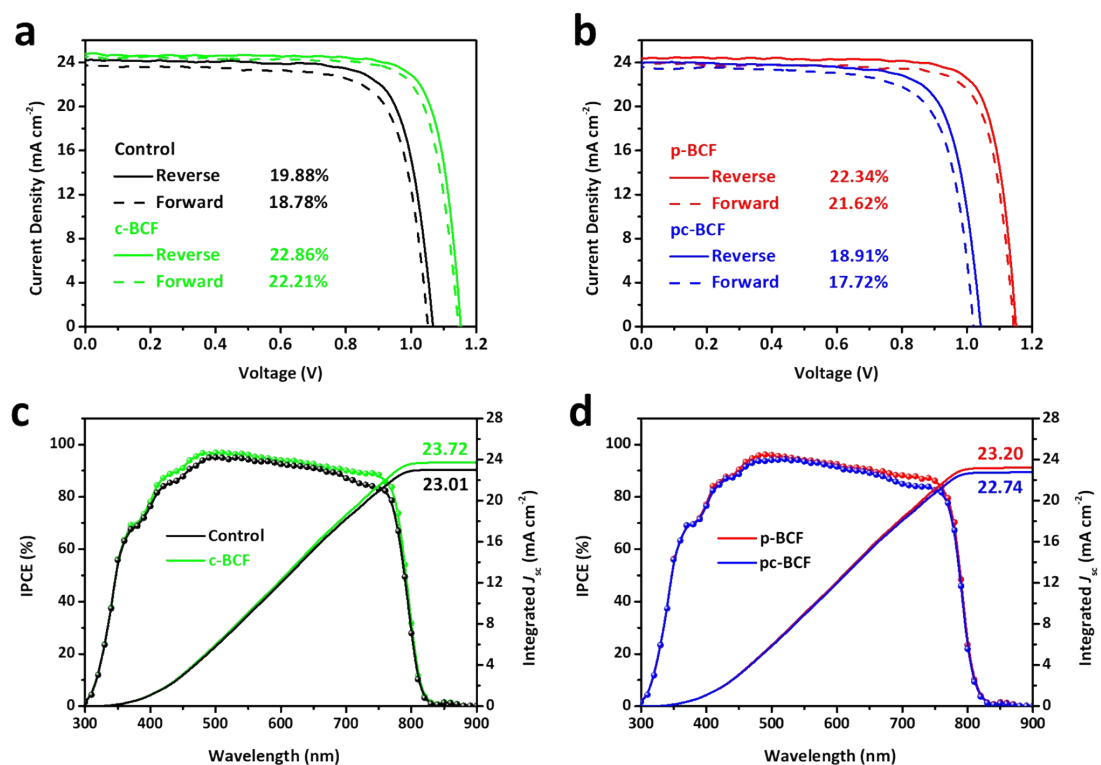 a
Current Density (mA cm-2)
24
20
16
12
8
4
0
Control
Reverse 19.88%
Forward 18.78%
c-BCF
Reverse 22.86%
Forward 22.21%
0.0 0.2 0.4 0.6 0.8 1.0 1.2
Voltage (V)
b
Current Density (mA cm-2)
24
20
16
12
8
4
0
p-BCF
Reverse 22.34%
Forward 21.62%
pc-BCF
Reverse 18.91%
Forward 17.72%
0.0 0.2 0.4 0.6 0.8 1.0 1.2
Voltage (V)
c
IPCE (%)
100
80
60
40
20
0
23.72
23.01
Control
c-BCF
28
24
20
16
12
8
4
0
Integrated Jsc (mA cm-2)
300 400 500 600 700 800 900
Wavelength (nm)
d
IPCE (%)
100
80
60
40
20
0
23.20
22.74
p-BCF
pc-BCF
28
24
20
16
12
8
4
0
Integrated Jsc (mA cm-2)
300 400 500 600 700 800 900
Wavelength (nm)